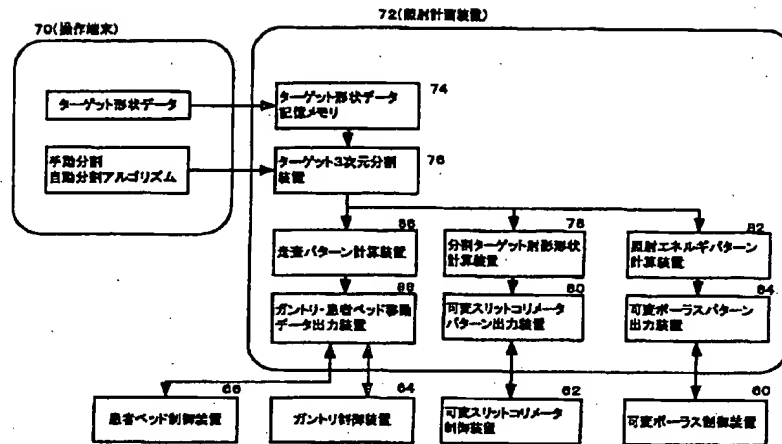 72(照射計画装置)
70(操作端末)
ターゲット形状データ
ターゲット形状データ
記憶メモリ
74
手動分割
自動分割アルゴリズム
ターゲット3次元分割
装置
76
86
走査パターン計算装置
78
分割ターゲット射影形状
計算装置
82
照射エネルギパターン
計算装置
88
ガントリ・患者ベッド移動
データ出力装置
80
可変スリットコリメータ
パターン出力装置
84
可変ボーラスパターン
出力装置
66
患者ベッド制御装置
64
ガントリ制御装置
62
可変スリットコリメータ
制御装置
60
可変ボーラス制御装置